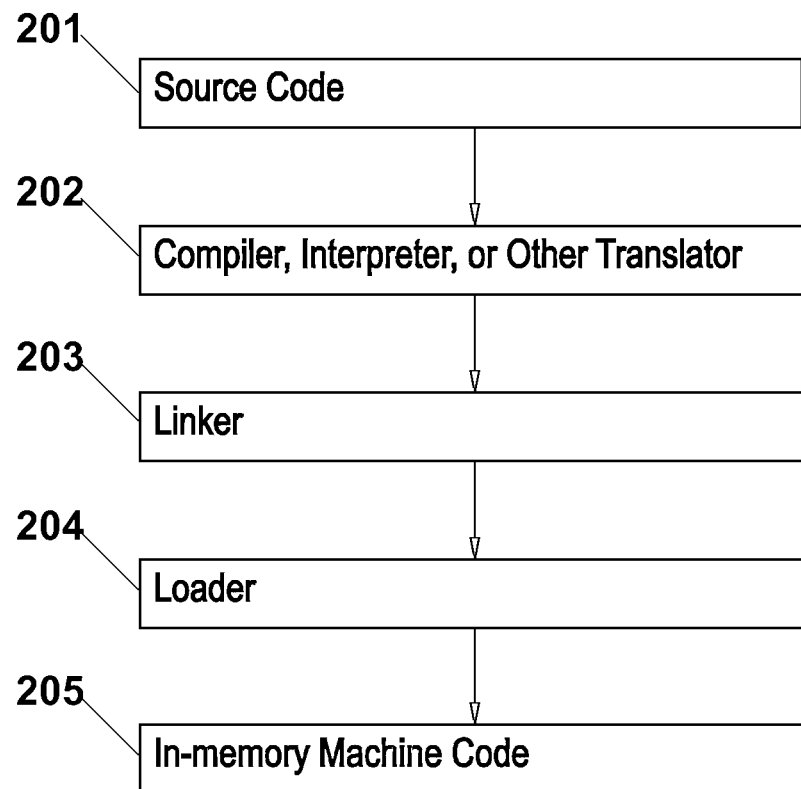 201
Source Code
202
Compiler, Interpreter, or Other Translator
203
Linker
204
Loader
205
In-memory Machine Code